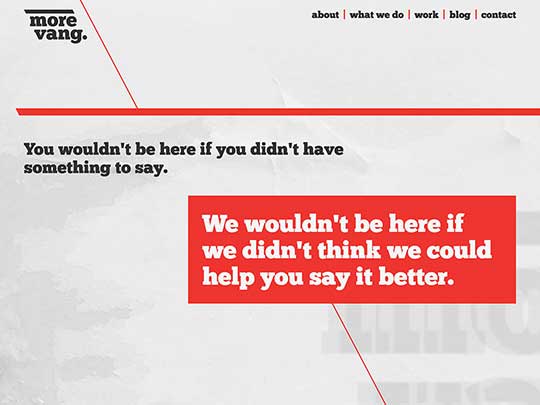 more
vang.
about | what we do | work | blog | contact
You wouldn't be here if you didn't have
something to say.
We wouldn't be here if
we didn't think we could
help you say it better.